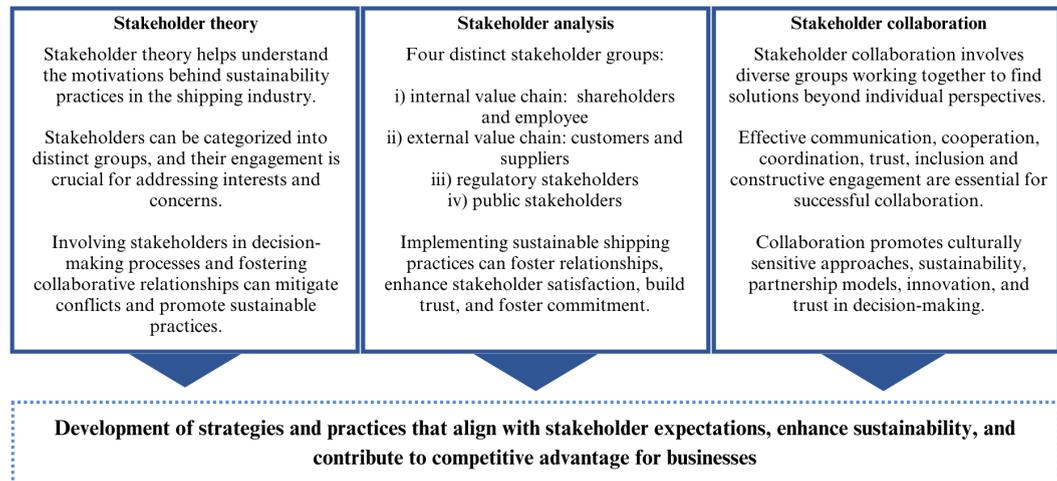 Stakeholder theory
Stakeholder theory helps understand
the motivations behind sustainability
practices in the shipping industry.
Stakeholders can be categorized into
distinct groups, and their engagement is
crucial for addressing interests and
concerns.
Involving stakeholders in decision-
making processes and fostering
collaborative relationships can mitigate
conflicts and promote sustainable
practices.
Stakeholder analysis
Four distinct stakeholder groups:
i) internal value chain: shareholders
and employee
ii) external value chain: customers and
suppliers
iii) regulatory stakeholders
iv) public stakeholders
Implementing sustainable shipping
practices can foster relationships,
enhance stakeholder satisfaction, build
trust, and foster commitment.
Stakeholder collaboration
Stakeholder collaboration involves
diverse groups working together to find
solutions beyond individual perspectives.
Effective communication, cooperation,
coordination, trust, inclusion and
constructive engagement are essential for
successful collaboration.
Collaboration promotes culturally
sensitive approaches, sustainability,
partnership models, innovation, and
trust in decision-making.
Development of strategies and practices that align with stakeholder expectations, enhance sustainability, and
contribute to competitive advantage for businesses